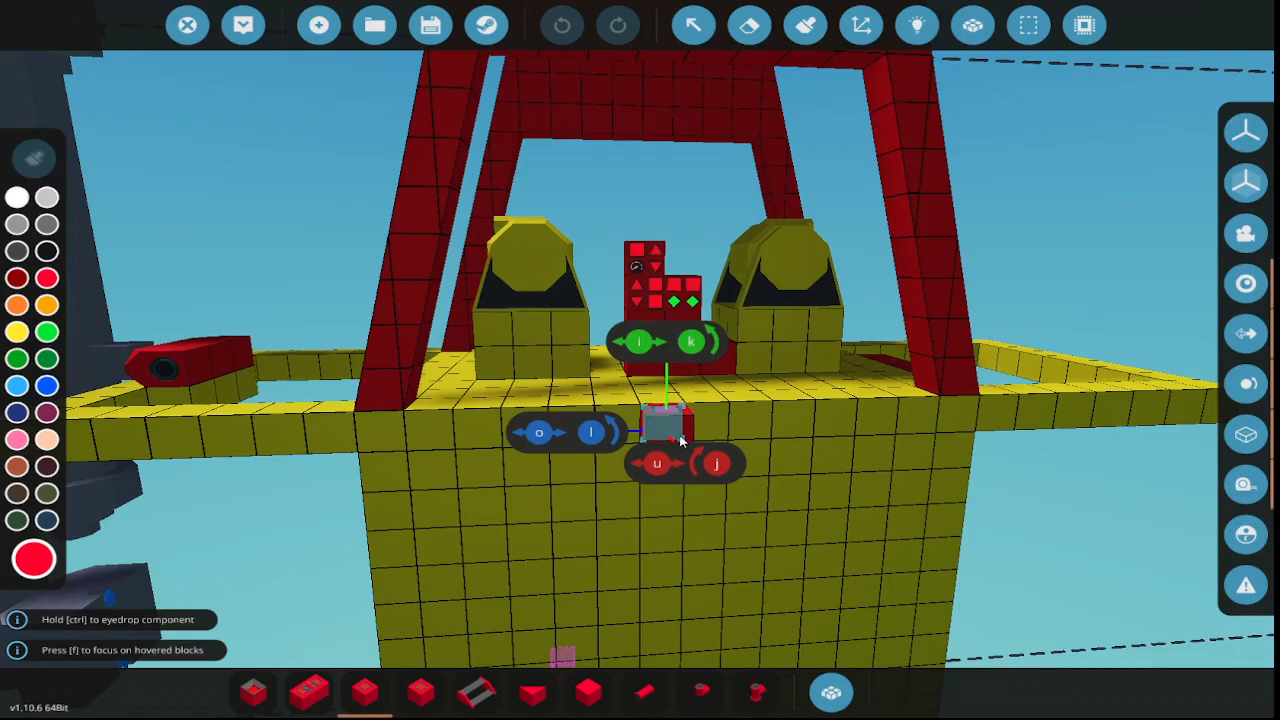 i k
o l
u j
Hold [ctrl] to eyedrop component
Press [f] to focus on hovered blocks
v1.10.6 64Bit